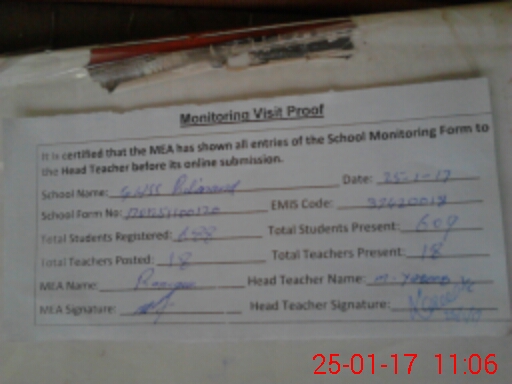 Monitoring Visit Proof
It is certified that the MEA has shown all entries of the School Monitoring Form to
the Head Teacher before its online submission.
School Name: GHSS Date: 25-1-17
School Form No: EMIS Code:
Total Students Registered: 688 Total Students Present: 609
Total Teachers Posted: 18 Total Teachers Present: 18
MEA Name: Head Teacher Name: M.
MEA Signature: Head Teacher Signature:
25-01-17 11:06